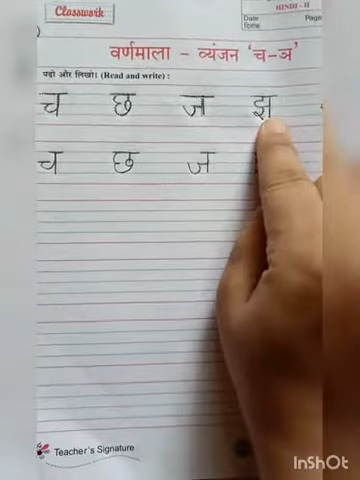 Classwork
HINDI - II
Date
Page
वर्णमाला - व्यंजन 'च-ञ'
पढ़ो और लिखो। (Read and write) :
च छ ज झ
च छ ज
Teacher's Signature
InShOt